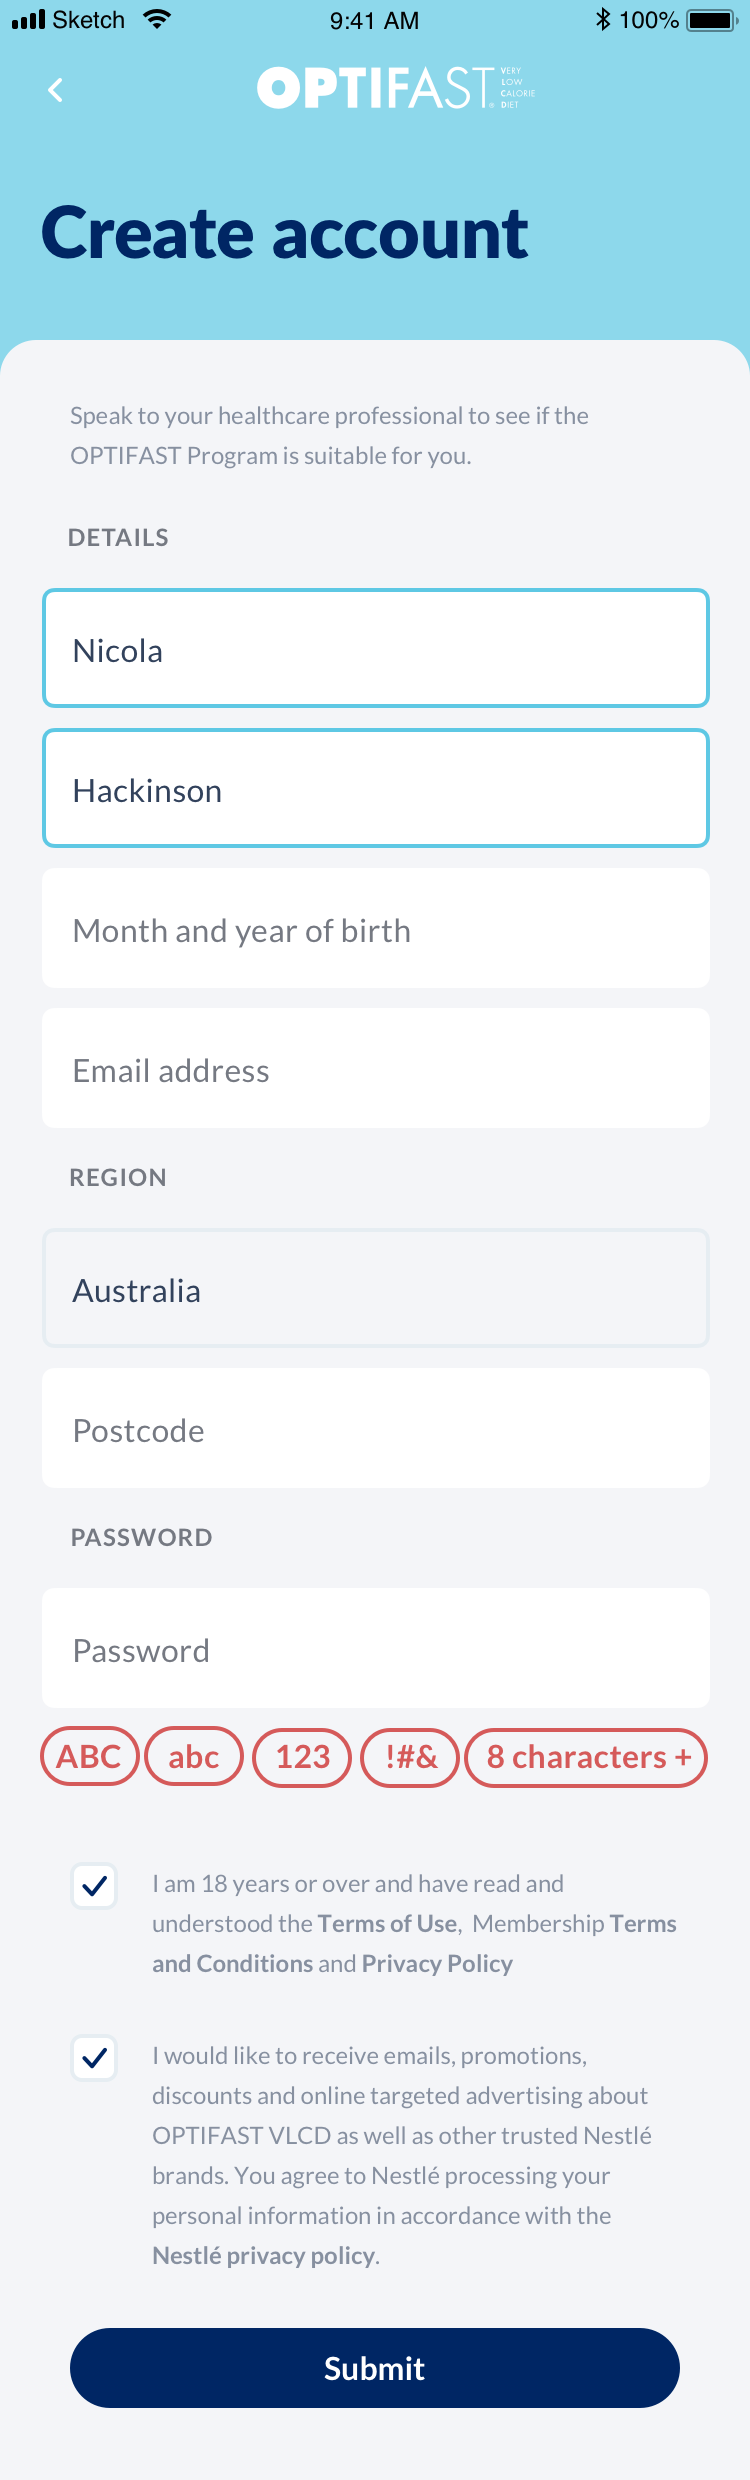 Sketch 9:41 AM 100%
OPTIFAST
VERY
LOW
CALORIE
DIET
Create account
Speak to your healthcare professional to see if the
OPTIFAST Program is suitable for you.
DETAILS
Nicola
Hackinson
Month and year of birth
Email address
REGION
Australia
Postcode
PASSWORD
Password
ABC abc 123 !#& 8 characters +
I am 18 years or over and have read and
understood the Terms of Use, Membership Terms
and Conditions and Privacy Policy
I would like to receive emails, promotions,
discounts and online targeted advertising about
OPTIFAST VLCD as well as other trusted Nestlé
brands. You agree to Nestlé processing your
personal information in accordance with the
Nestlé privacy policy.
Submit